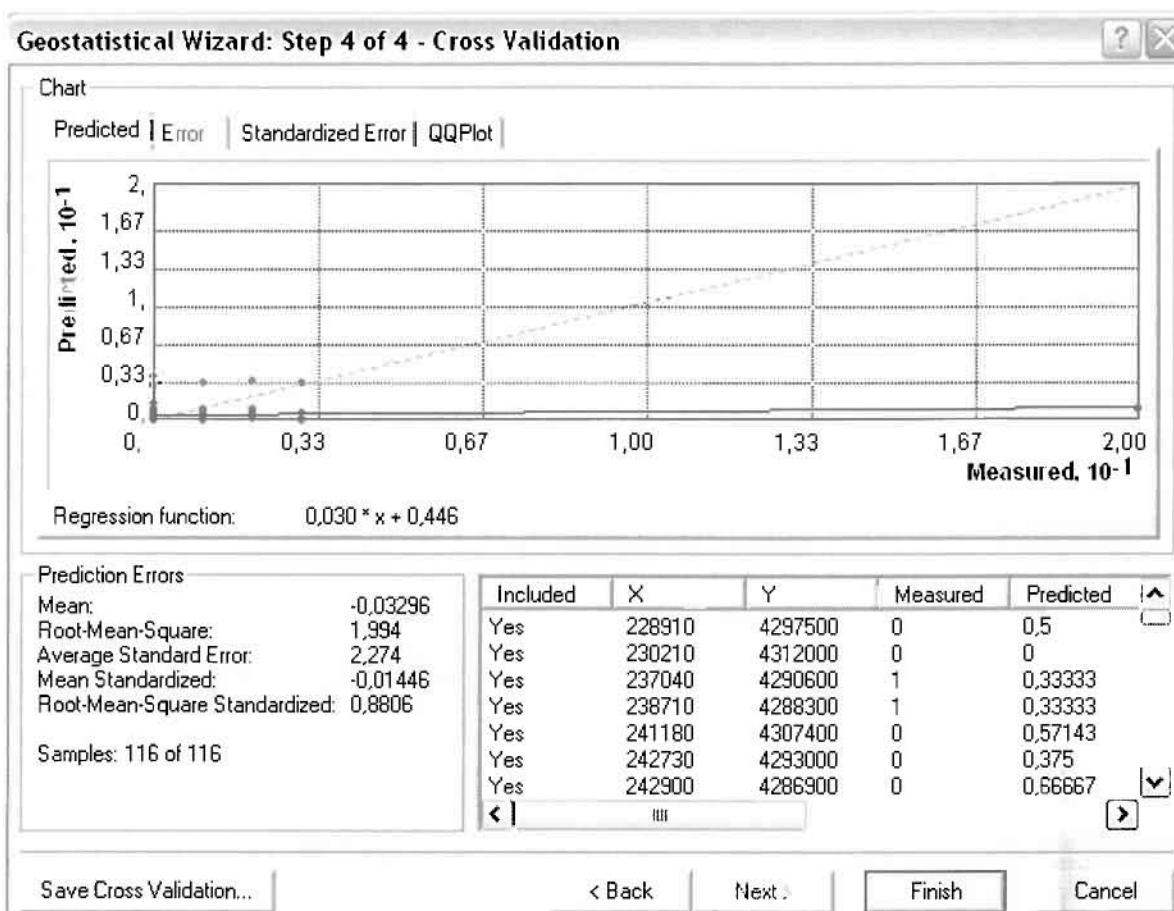 Geostatistical Wizard: Step 4 of 4 - Cross Validation
?
Chart
Predicted Error Standardized Error QQPlot
Predicted, 10-1
2,
1,67
1,33
1,
0,67
0,33
0,
0, 0,33 0,67 1,00 1,33 1,67 2,00
Measured, 10-1
Regression function: 0,030 * x + 0,446
Prediction Errors
Mean: -0,03296
Root-Mean-Square: 1,994
Average Standard Error: 2,274
Mean Standardized: -0,01446
Root-Mean-Square Standardized: 0,8806
Samples: 116 of 116
Included X Y Measured Predicted
Yes 228910 4297500 0 0,5
Yes 230210 4312000 0 0
Yes 237040 4290600 1 0,33333
Yes 238710 4288300 1 0,33333
Yes 241180 4307400 0 0,57143
Yes 242730 4293000 0 0,375
Yes 242900 4286900 0 0,66667
Save Cross Validation... < Back Next > Finish Cancel